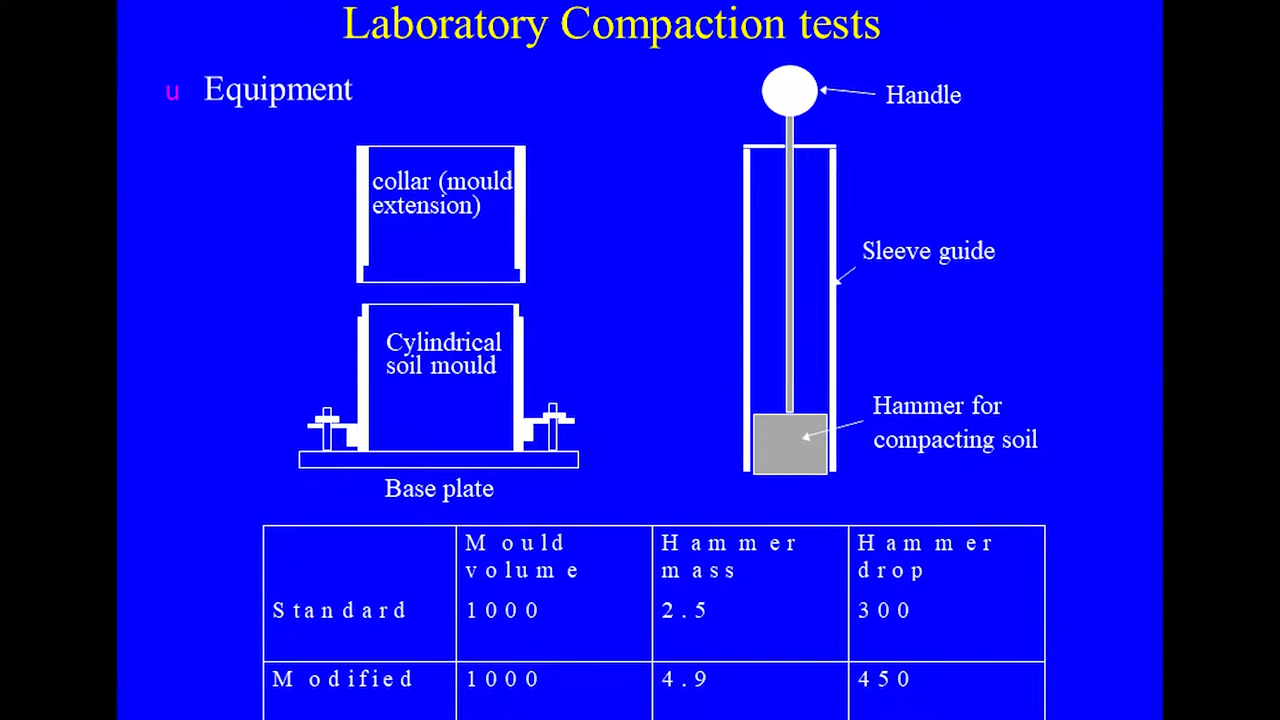 Laboratory Compaction tests
u Equipment
Handle
collar (mould
extension)
Sleeve guide
Cylindrical
soil mould
Hammer for
compacting soil
Base plate
Mould
volume
Hammer
mass
Hammer
drop
Standard 1000 2.5 300
Modified 1000 4.9 450